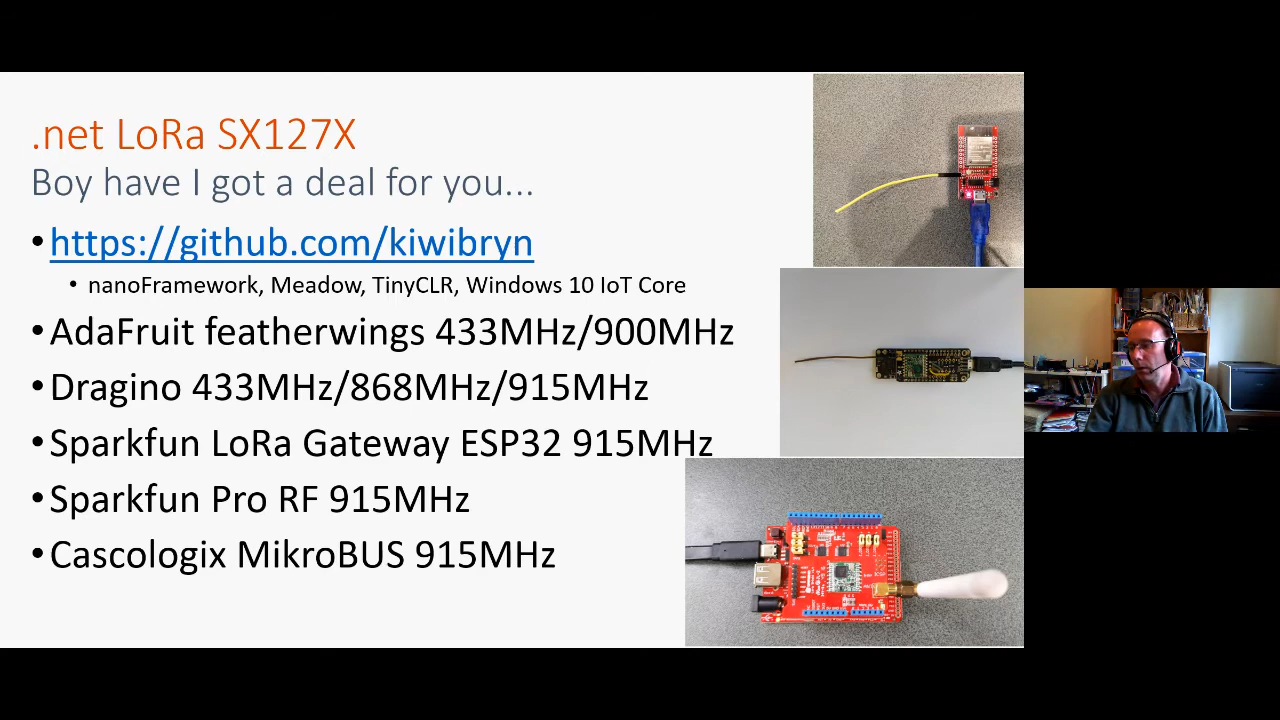 .net LoRa SX127X
Boy have I got a deal for you...
• https://github.com/kiwibryn
• nanoFramework, Meadow, TinyCLR, Windows 10 IoT Core
• AdaFruit featherwings 433MHz/900MHz
• Dragino 433MHz/868MHz/915MHz
• Sparkfun LoRa Gateway ESP32 915MHz
• Sparkfun Pro RF 915MHz
• Cascologix MikroBUS 915MHz